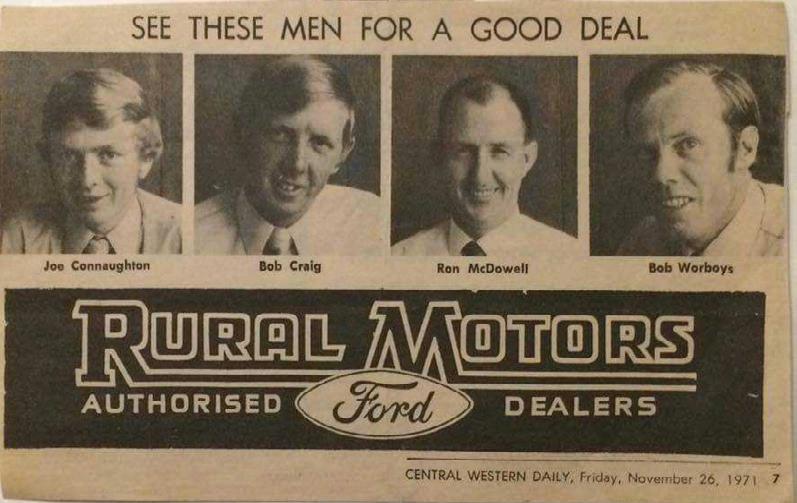 SEE THESE MEN FOR A GOOD DEAL
Joe Connaughton Bob Craig Ron McDowell Bob Worboys
RURAL MOTORS
AUTHORISED Ford DEALERS
CENTRAL WESTERN DAILY, Friday, November 26, 1971 7